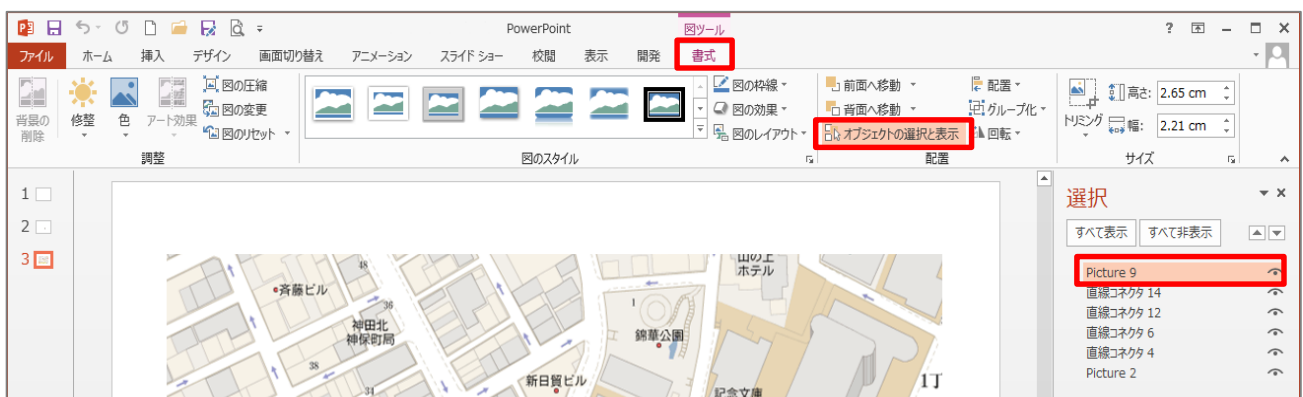 PowerPoint
図ツール
ファイル ホーム 挿入 デザイン 画面切り替え アニメーション スライド ショー 校閲 表示 開発 書式
背景の
削除
修整
色
アート効果
図の圧縮
図の変更
図のリセット
調整
図のスタイル
図の枠線
図の効果
図のレイアウト
前面へ移動
背面へ移動
オブジェクトの選択と表示
配置
グループ化
回転
配置
トリミング
高さ: 2.65 cm
幅: 2.21 cm
サイズ
1
2
3
斉藤ビル
48
36
神田北
神保町局
38
34
新日貿ビル
1
錦華公園
山の上
ホテル
記念文庫
1丁
選択
すべて表示 すべて非表示
Picture 9
直線コネクタ 14
直線コネクタ 12
直線コネクタ 6
直線コネクタ 4
Picture 2